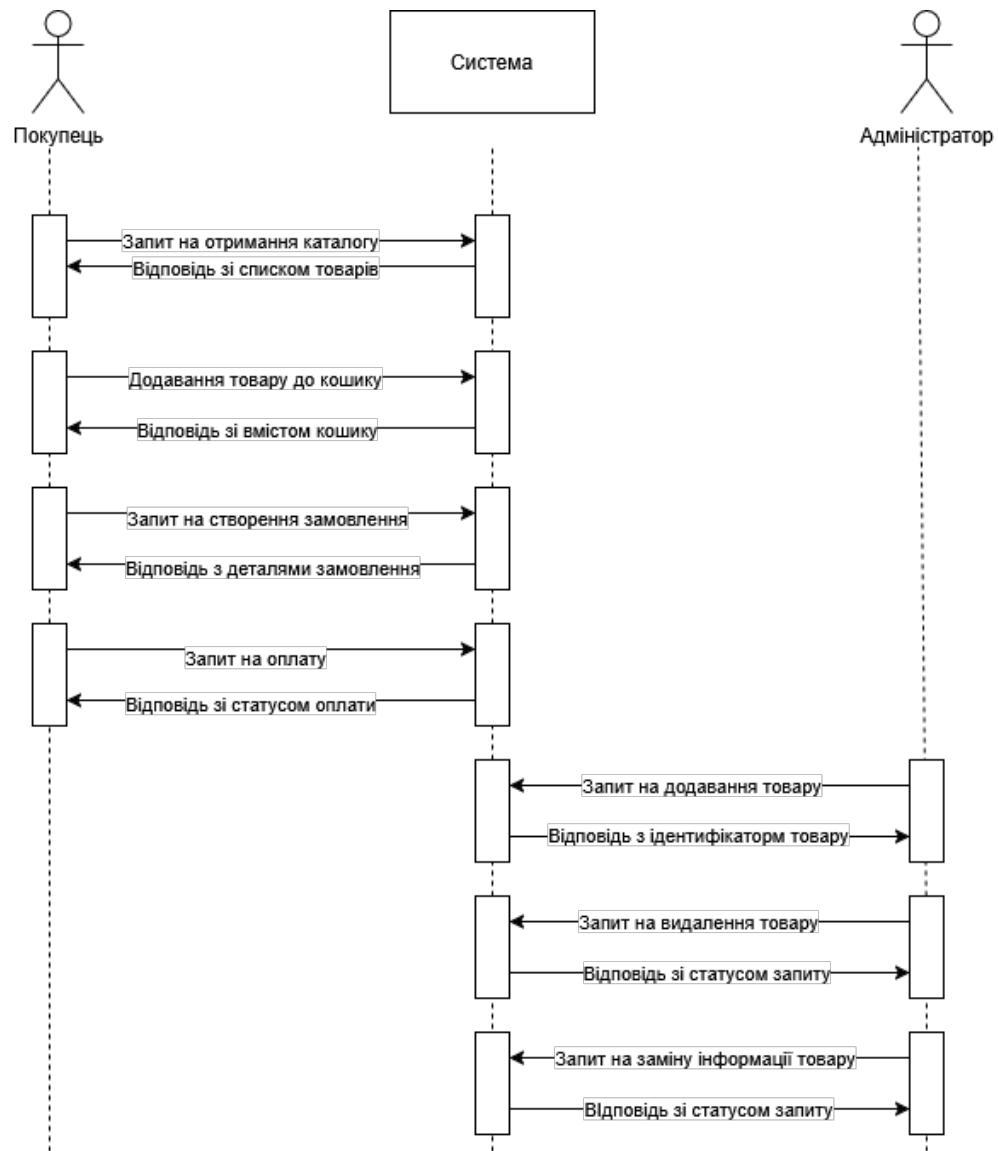 Система
Покупець
Адміністратор
Запит на отримання каталогу
Відповідь зі списком товарів
Додавання товару до кошику
Відповідь зі вмістом кошику
Запит на створення замовлення
Відповідь з деталями замовлення
Запит на оплату
Відповідь зі статусом оплати
Запит на додавання товару
Відповідь з ідентифікаторм товару
Запит на видалення товару
Відповідь зі статусом запиту
Запит на заміну інформації товару
ВІдповідь зі статусом запиту